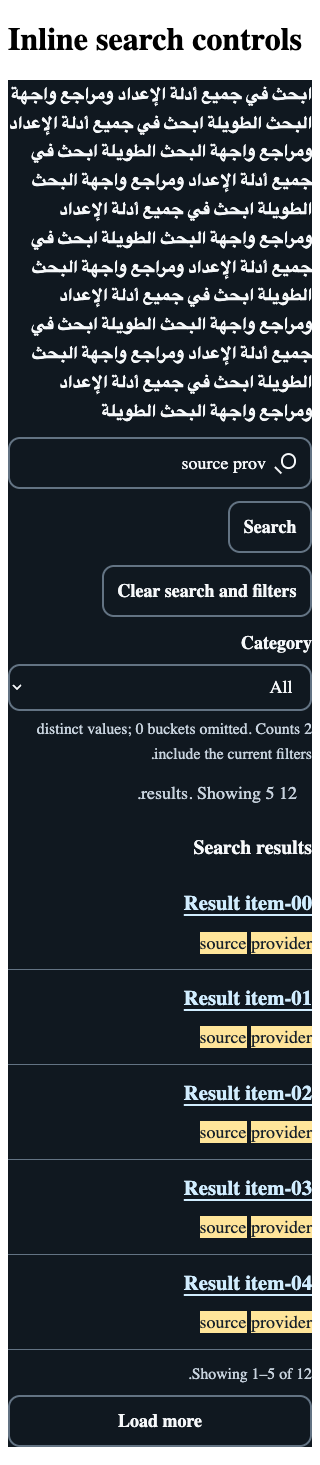 Inline search controls
ابحث في جميع أدلة الإعداد ومراجع واجهة
البحث الطويلة ابحث في جميع أدلة الإعداد
ومراجع واجهة البحث الطويلة ابحث في
جميع أدلة الإعداد ومراجع واجهة البحث
الطويلة ابحث في جميع أدلة الإعداد
ومراجع واجهة البحث الطويلة ابحث في
جميع أدلة الإعداد ومراجع واجهة البحث
الطويلة ابحث في جميع أدلة الإعداد
ومراجع واجهة البحث الطويلة ابحث في
جميع أدلة الإعداد ومراجع واجهة البحث
الطويلة ابحث في جميع أدلة الإعداد
ومراجع واجهة البحث الطويلة
source prov
Search
Clear search and filters
Category
All
distinct values; 0 buckets omitted. Counts 2
.include the current filters
.results. Showing 5 12
Search results
Result item-00
source provider
Result item-01
source provider
Result item-02
source provider
Result item-03
source provider
Result item-04
source provider
.Showing 1–5 of 12
Load more